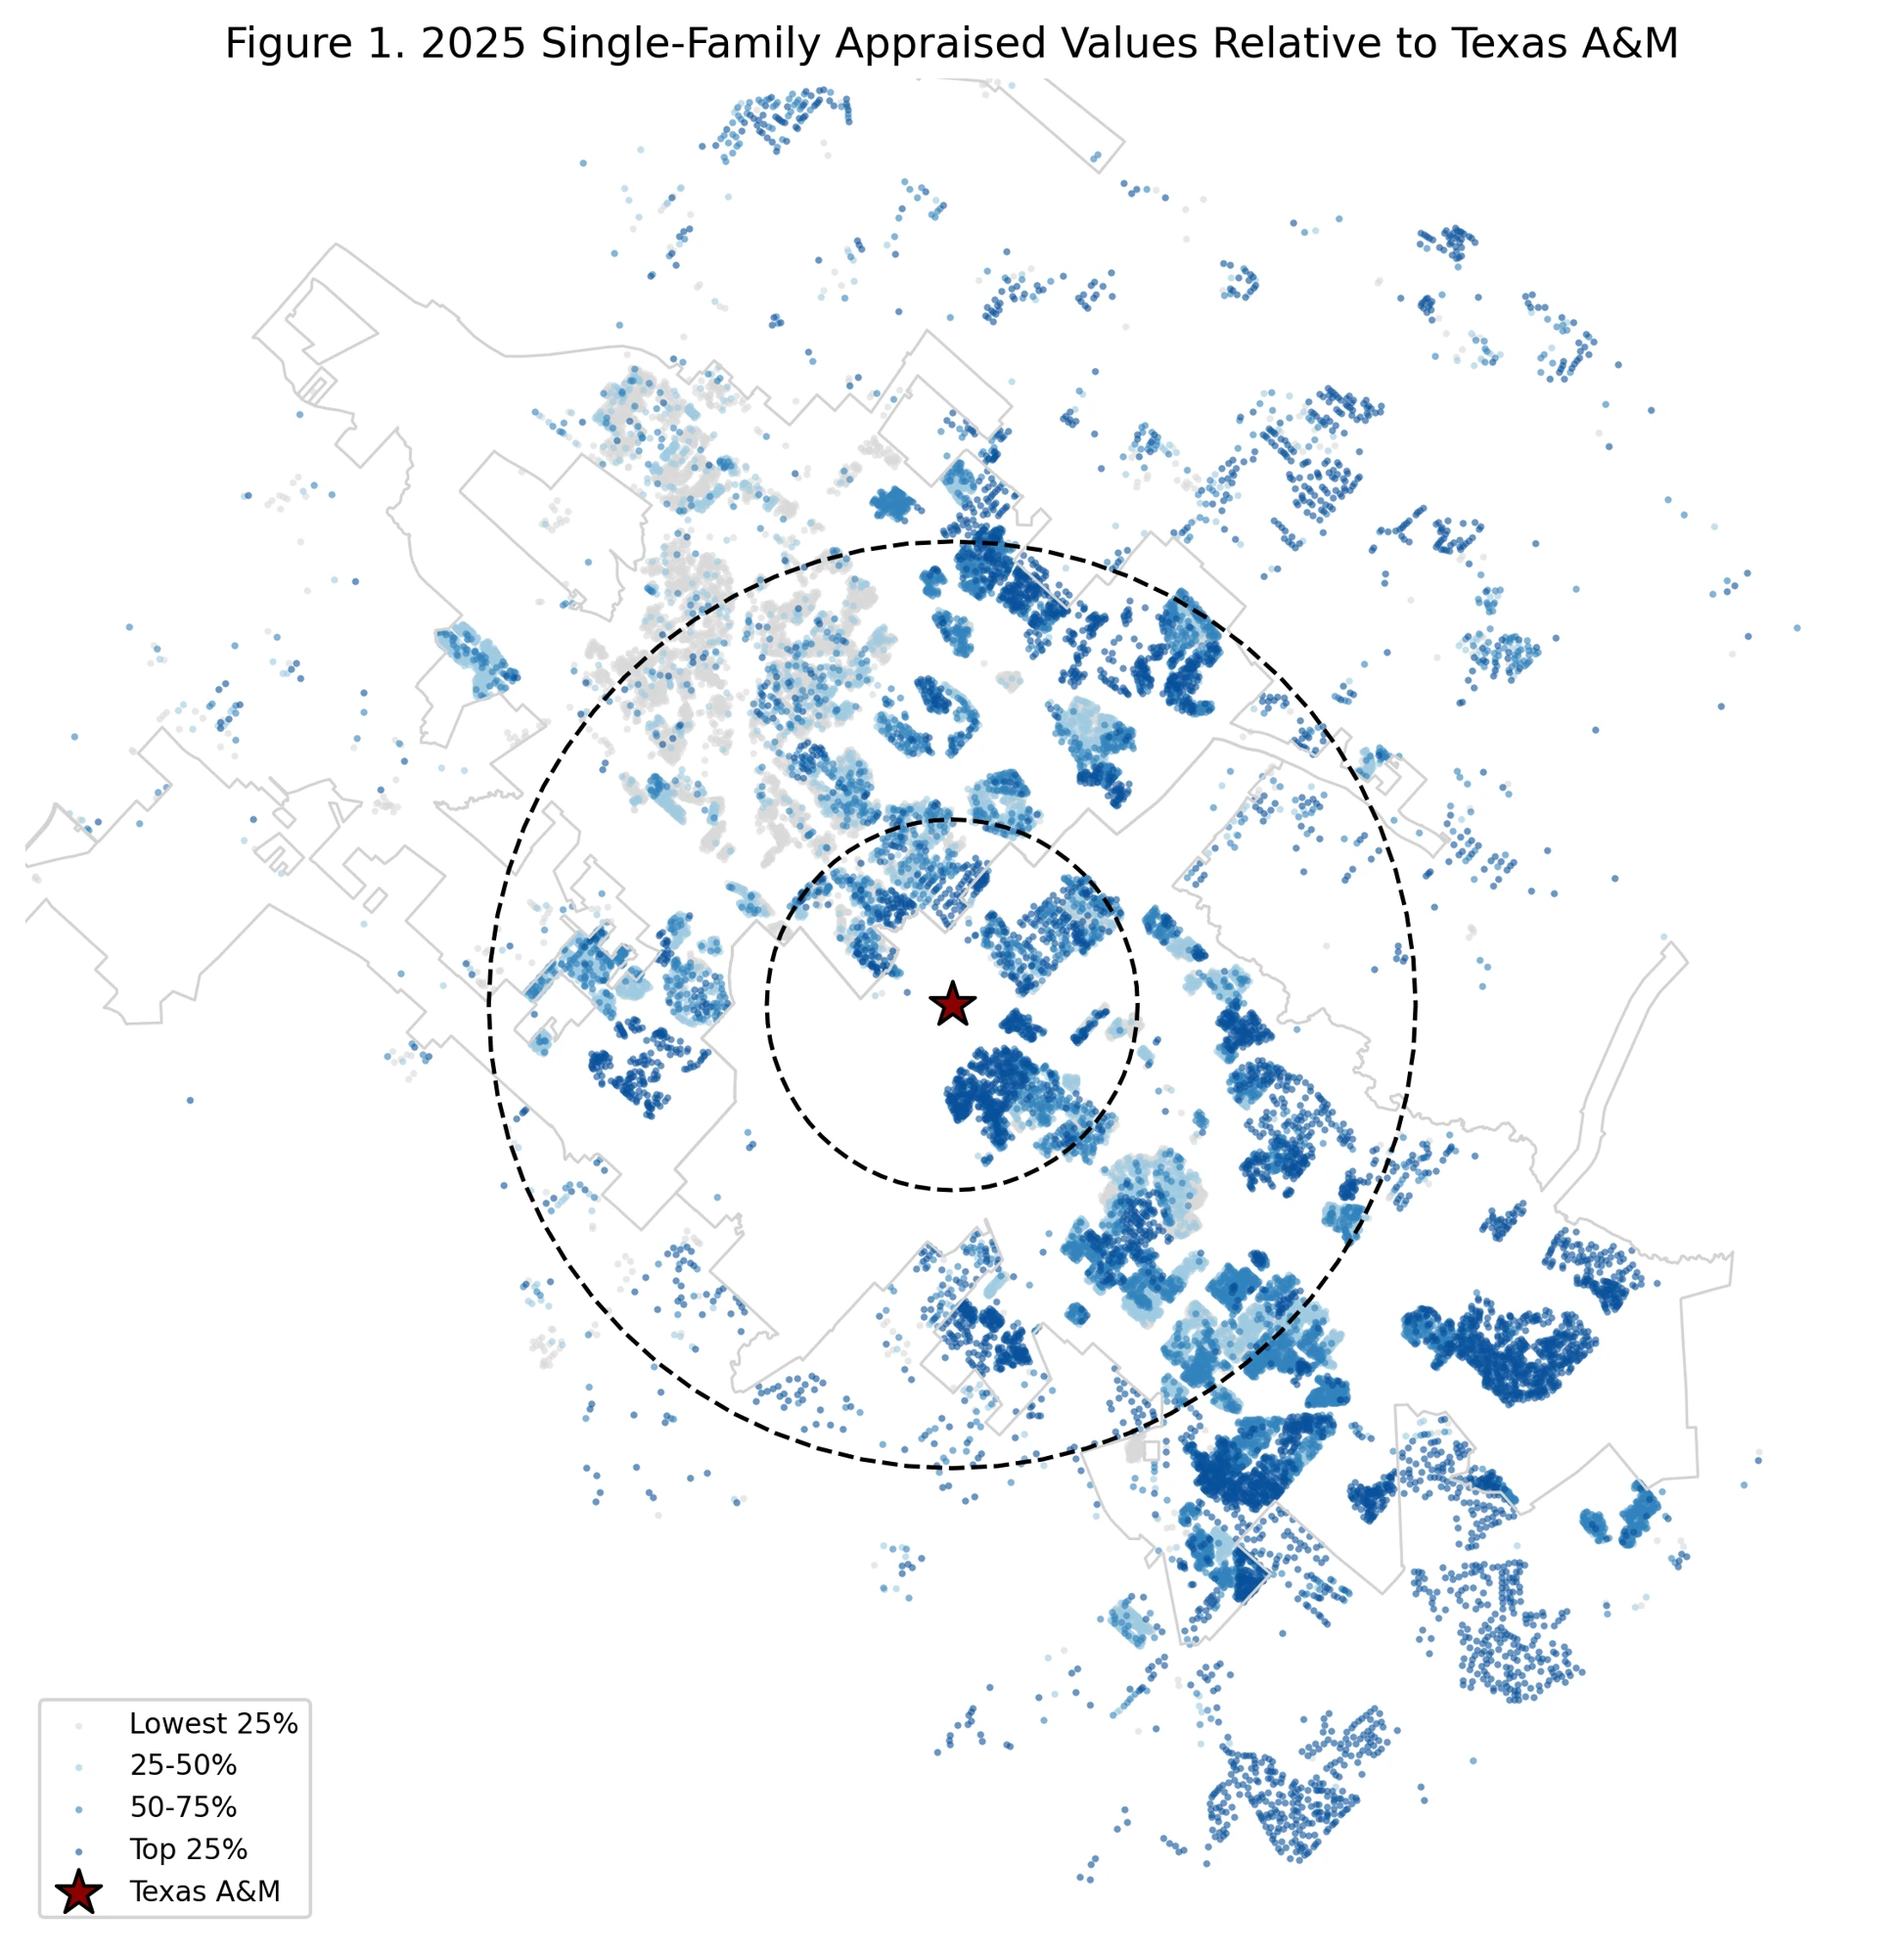 Figure 1. 2025 Single-Family Appraised Values Relative to Texas A&M
Lowest 25%
25-50%
50-75%
Top 25%
Texas A&M